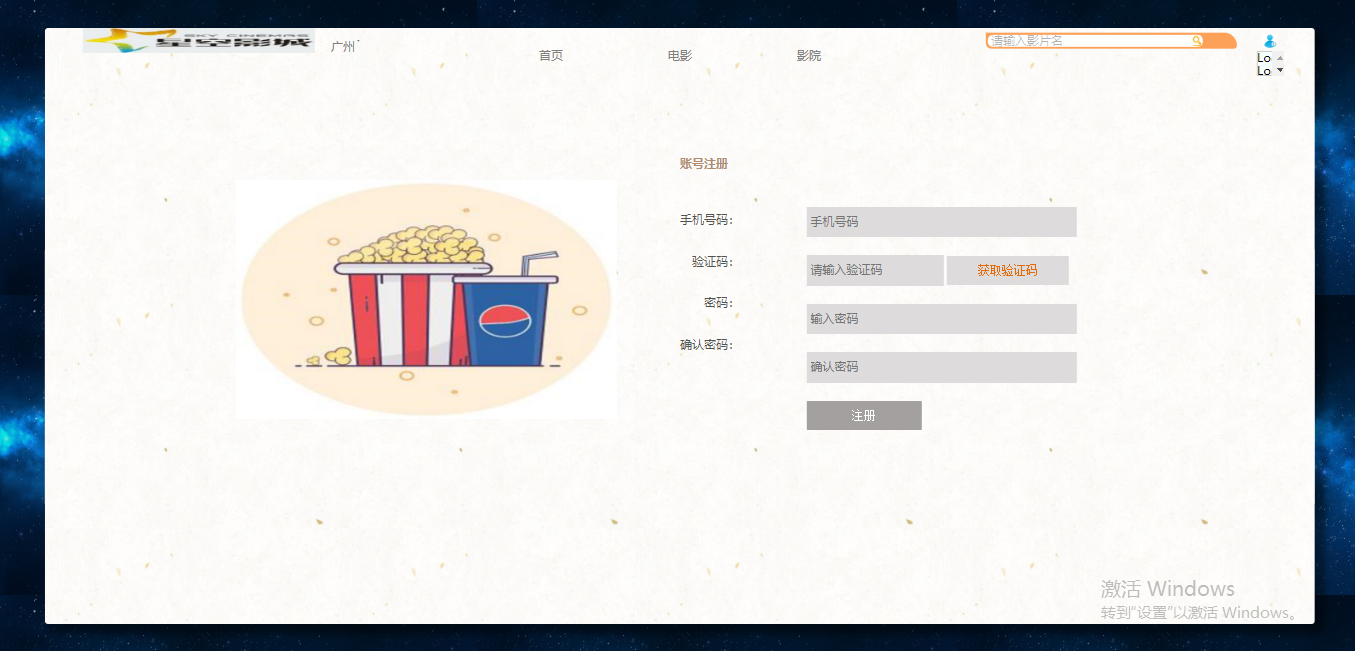 SKY CINEMAS
星空影城
广州
首页
电影
影院
请输入影片名
Lo
Lo
账号注册
手机号码：
手机号码
验证码：
请输入验证码
获取验证码
密码：
输入密码
确认密码：
确认密码
注册
激活 Windows
转到“设置”以激活 Windows。